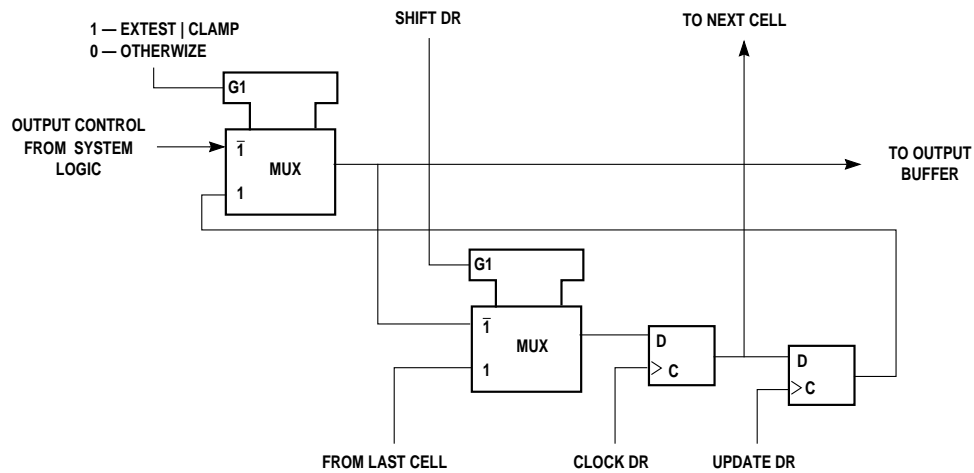 SHIFT DR
TO NEXT CELL
1 — EXTEST | CLAMP
0 — OTHERWIZE
G1
OUTPUT CONTROL
FROM SYSTEM
LOGIC
1̅
MUX
1
TO OUTPUT
BUFFER
G1
1̅
MUX
1
D
C
D
C
FROM LAST CELL
CLOCK DR
UPDATE DR